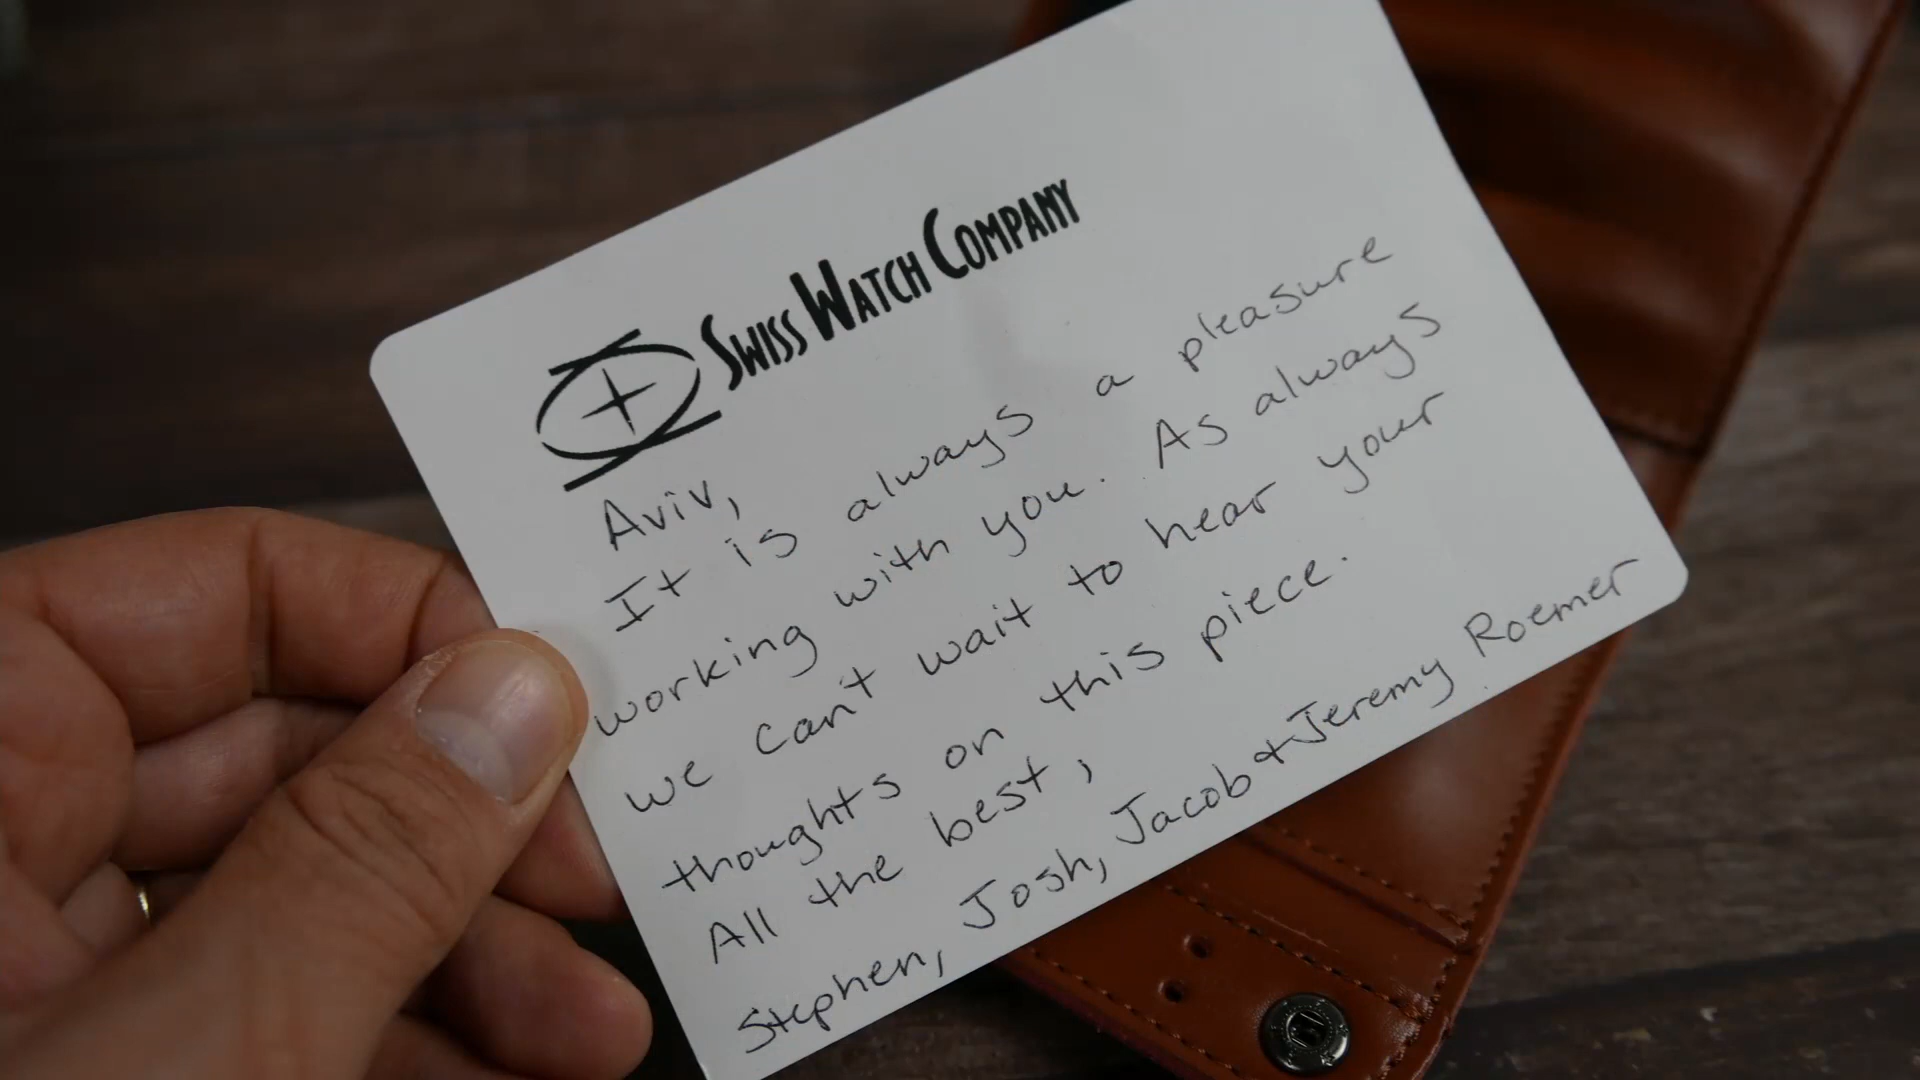 SWISS WATCH COMPANY
Aviv,
It is always a pleasure
working with you. As always
we can't wait to hear your
thoughts on this piece.
All the best,
Stephen, Josh, Jacob & Jeremy Roemer